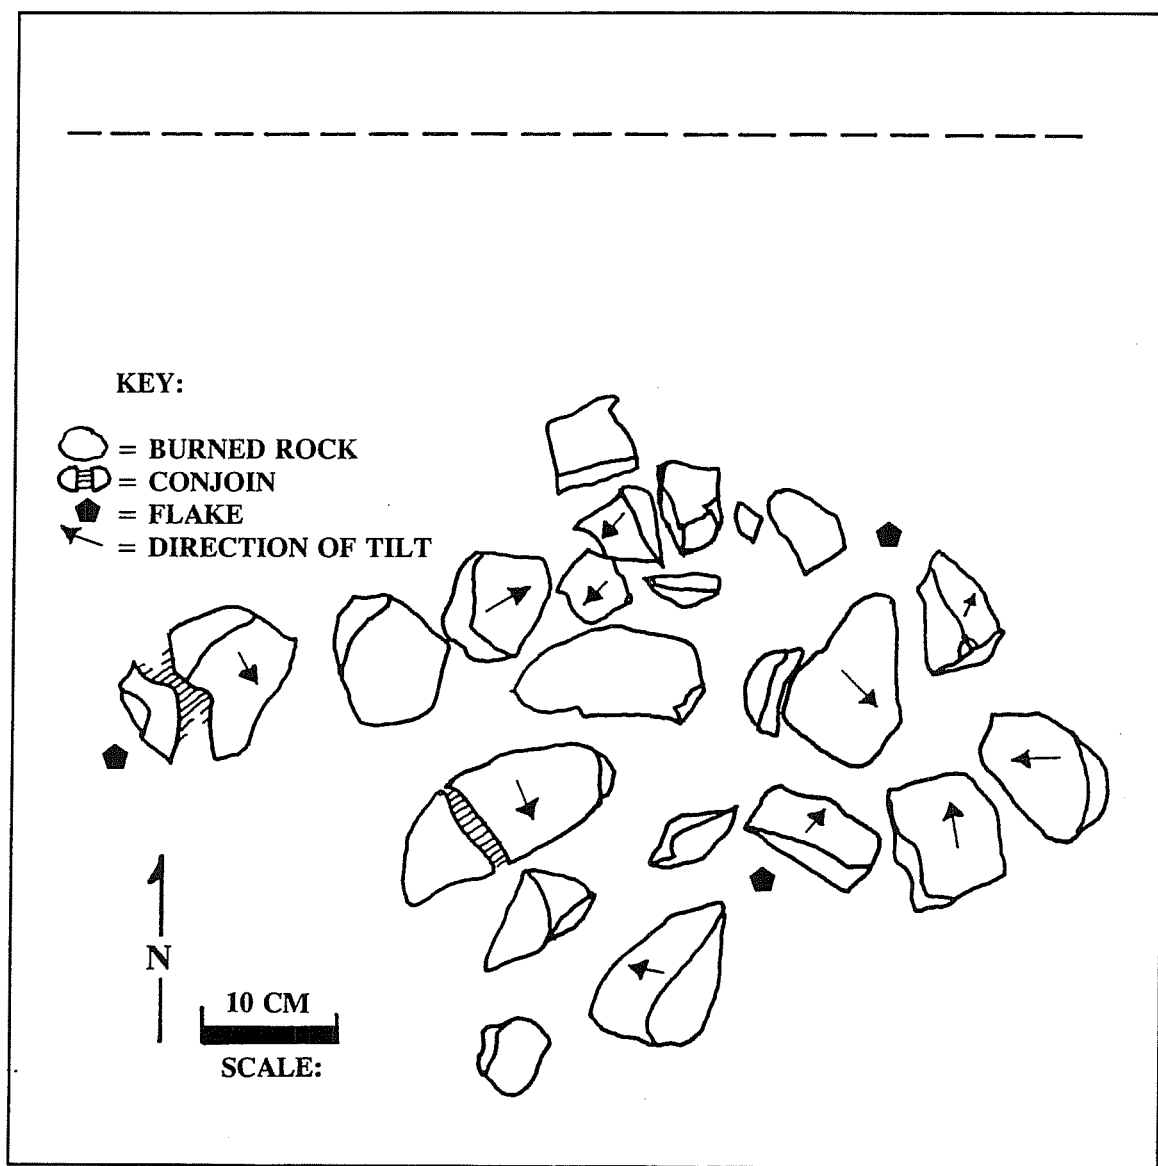 KEY:
= BURNED ROCK
= CONJOIN
= FLAKE
= DIRECTION OF TILT
N
10 CM
SCALE: